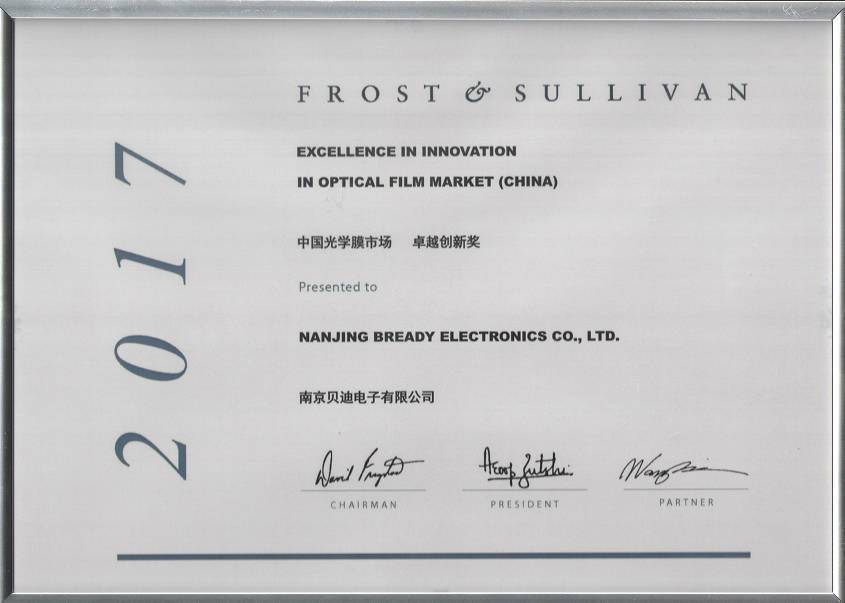 FROST & SULLIVAN
2017
EXCELLENCE IN INNOVATION
IN OPTICAL FILM MARKET (CHINA)
中国光学膜市场 卓越创新奖
Presented to
NANJING BREADY ELECTRONICS CO., LTD.
南京贝迪电子有限公司
CHAIRMAN PRESIDENT PARTNER